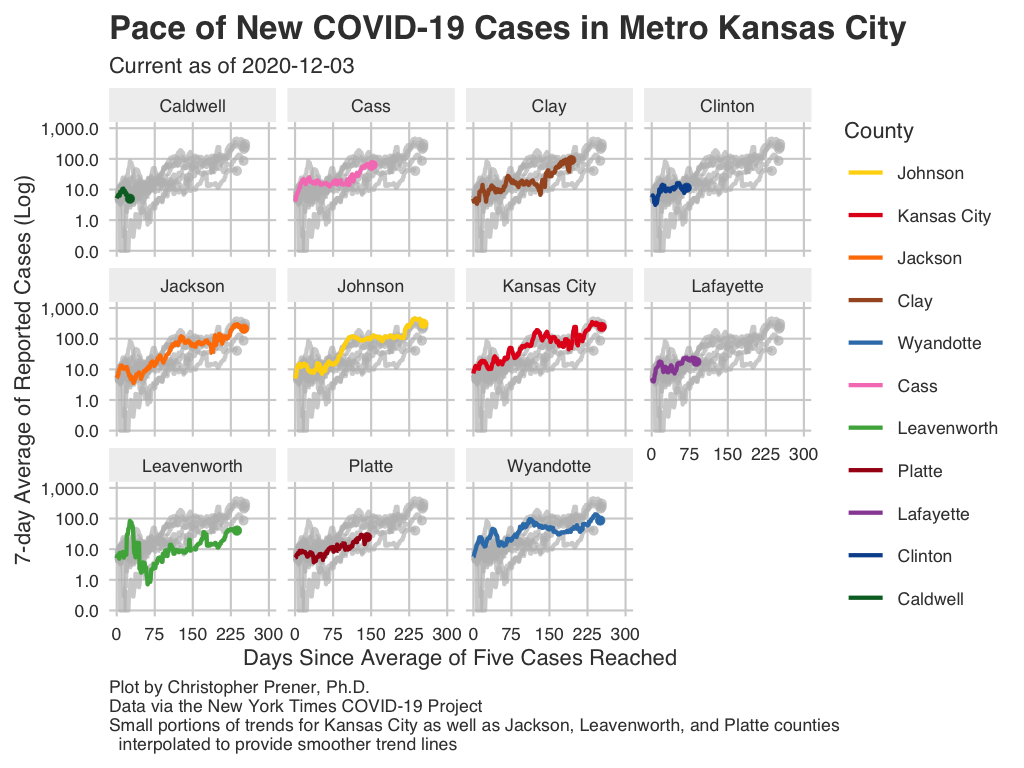 Pace of New COVID-19 Cases in Metro Kansas City
Current as of 2020-12-03
7-day Average of Reported Cases (Log)
Caldwell Cass Clay Clinton
1,000.0
100.0
10.0
1.0
0.0
Jackson Johnson Kansas City Lafayette
1,000.0
100.0
10.0
1.0
0.0
0 75 150 225 300
Leavenworth Platte Wyandotte
1,000.0
100.0
10.0
1.0
0.0
0 75 150 225 300 0 75 150 225 300 0 75 150 225 300
Days Since Average of Five Cases Reached
County
Johnson
Kansas City
Jackson
Clay
Wyandotte
Cass
Leavenworth
Platte
Lafayette
Clinton
Caldwell
Plot by Christopher Prener, Ph.D.
Data via the New York Times COVID-19 Project
Small portions of trends for Kansas City as well as Jackson, Leavenworth, and Platte counties
interpolated to provide smoother trend lines